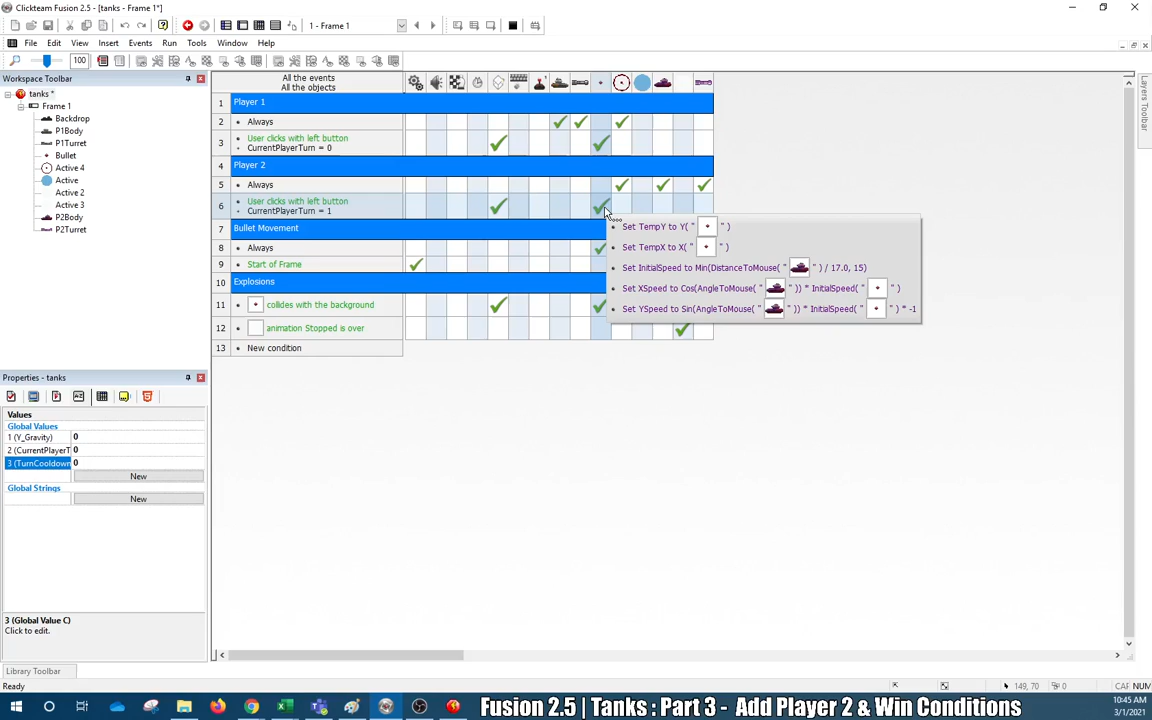 Clickteam Fusion 2.5 - [tanks - Frame 1*]
1 - Frame 1
File Edit View Insert Events Run Tools Window Help
100
Workspace Toolbar
tanks *
Frame 1
Backdrop
P1Body
P1Turret
Bullet
Active 4
Active
Active 2
Active 3
P2Body
P2Turret
All the events
All the objects
1 Player 1
2 • Always
3 • User clicks with left button
• CurrentPlayerTurn = 0
4 Player 2
5 • Always
6 • User clicks with left button
• CurrentPlayerTurn = 1
7 Bullet Movement
8 • Always
9 • Start of Frame
10 Explosions
11 • collides with the background
12 • animation Stopped is over
13 • New condition
• Set TempY to Y( " " )
• Set TempX to X( " " )
• Set InitialSpeed to Min(DistanceToMouse( " " ) / 17.0, 15)
• Set XSpeed to Cos(AngleToMouse( " " )) * InitialSpeed( " " )
• Set YSpeed to Sin(AngleToMouse( " " )) * InitialSpeed( " " ) * -1
Layers Toolbar
Properties - tanks
Values
Global Values
1 (Y_Gravity) 0
2 (CurrentPlayerT 0
3 (TurnCooldown 0
New
Global Strings
New
3 (Global Value C)
Click to edit.
Library Toolbar
Ready
149, 70
0
CAP NUM
10:45 AM
3/1/2021
Fusion 2.5 | Tanks : Part 3 - Add Player 2 & Win Conditions